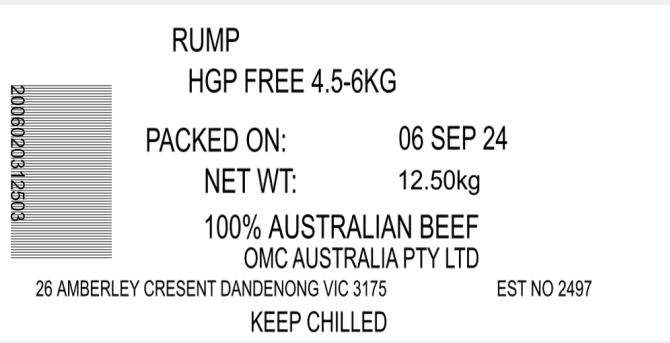 RUMP
HGP FREE 4.5-6KG
2006020312503
PACKED ON: 06 SEP 24
NET WT: 12.50kg
100% AUSTRALIAN BEEF
OMC AUSTRALIA PTY LTD
26 AMBERLEY CRESENT DANDENONG VIC 3175 EST NO 2497
KEEP CHILLED